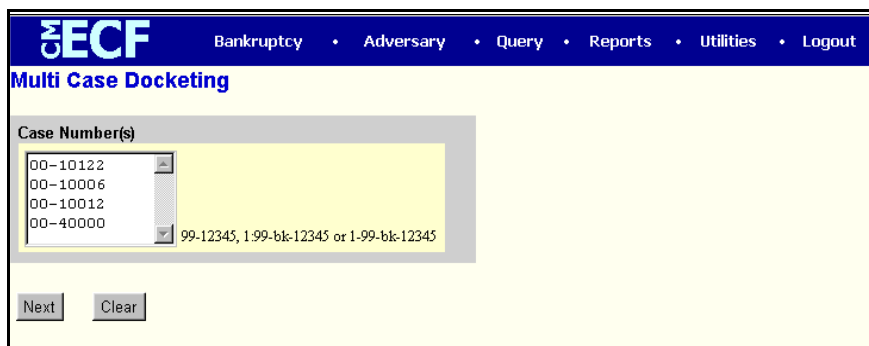 CM ECF Bankruptcy • Adversary • Query • Reports • Utilities • Logout
Multi Case Docketing
Case Number(s)
00-10122
00-10006
00-10012
00-40000
99-12345, 1:99-bk-12345 or 1-99-bk-12345
Next Clear